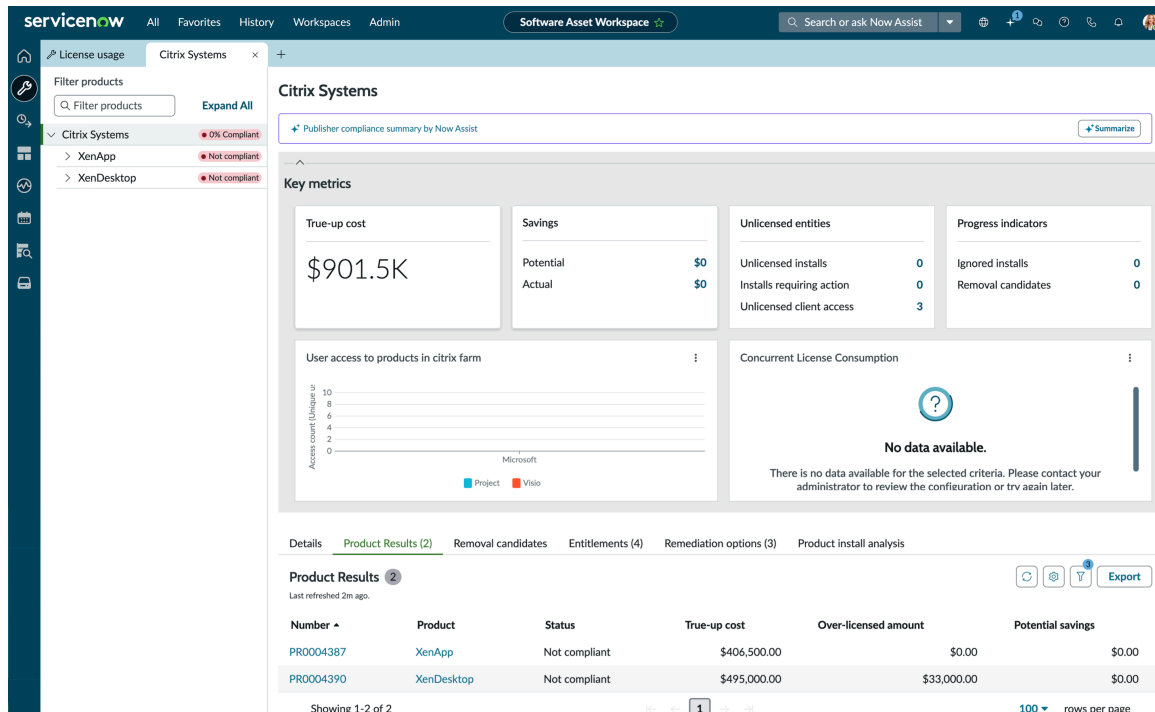 servicenow All Favorites History Workspaces Admin Software Asset Workspace Search or ask Now Assist 1
License usage Citrix Systems × +
Filter products
Filter products Expand All
Citrix Systems 0% Compliant
XenApp Not compliant
XenDesktop Not compliant
Citrix Systems
Publisher compliance summary by Now Assist Summarize
Key metrics
True-up cost
$901.5K
Savings
Potential $0
Actual $0
Unlicensed entities
Unlicensed installs 0
Installs requiring action 0
Unlicensed client access 3
Progress indicators
Ignored installs 0
Removal candidates 0
User access to products in citrix farm
Access count (Unique u
10
8
6
4
2
0
Microsoft
Project Visio
Concurrent License Consumption
?
No data available.
There is no data available for the selected criteria. Please contact your
administrator to review the configuration or try again later.
Details Product Results (2) Removal candidates Entitlements (4) Remediation options (3) Product install analysis
Product Results 2
Last refreshed 2m ago.
3
Export
Number Product Status True-up cost Over-licensed amount Potential savings
PR0004387 XenApp Not compliant $406,500.00 $0.00 $0.00
PR0004390 XenDesktop Not compliant $495,000.00 $33,000.00 $0.00
Showing 1-2 of 2 1 100 rows per page